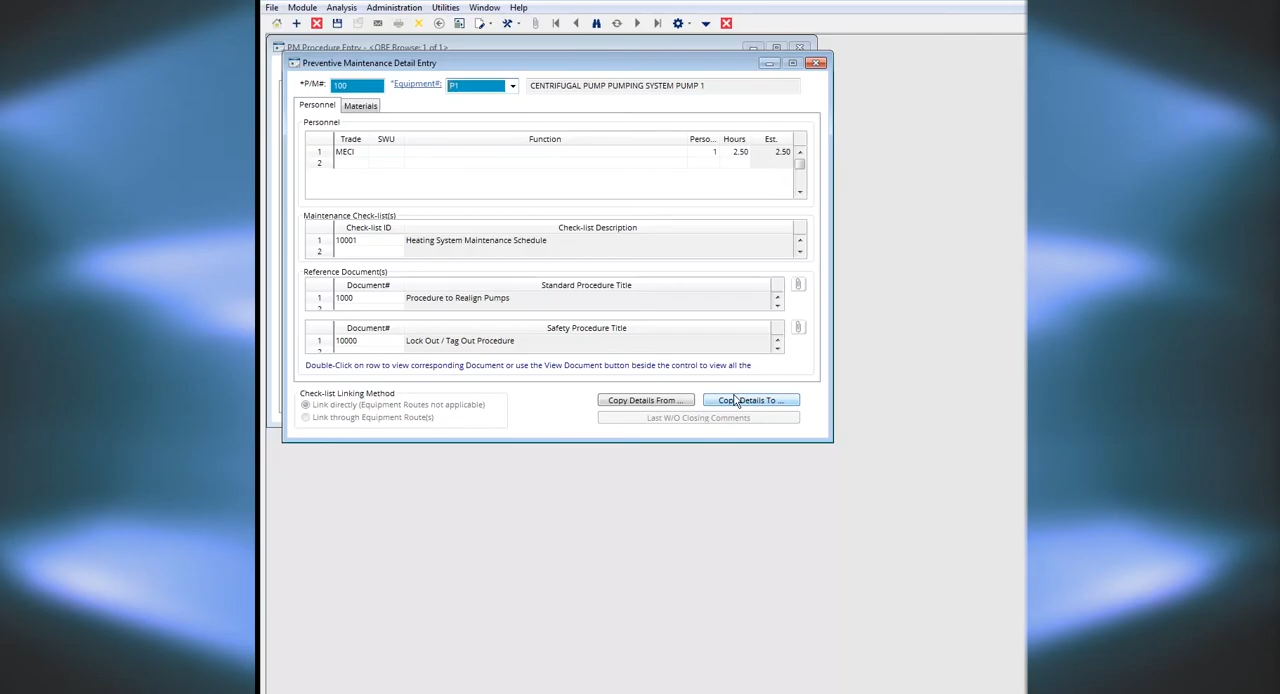 File Module Analysis Administration Utilities Window Help
PM Procedure Entry - <QBE Browse: 1 of 1>
Preventive Maintenance Detail Entry
*P/M#: 100 *Equipment#: P1 CENTRIFUGAL PUMP PUMPING SYSTEM PUMP 1
Personnel Materials
Personnel
Trade SWU Function Perso... Hours Est.
1 MECI 1 2.50 2.50
2
Maintenance Check-list(s)
Check-list ID Check-list Description
1 10001 Heating System Maintenance Schedule
2
Reference Document(s)
Document# Standard Procedure Title
1 1000 Procedure to Realign Pumps
Document# Safety Procedure Title
1 10000 Lock Out / Tag Out Procedure
Double-Click on row to view corresponding Document or use the View Document button beside the control to view all the
Check-list Linking Method
Link directly (Equipment Routes not applicable)
Link through Equipment Route(s)
Copy Details From ... Copy Details To ...
Last W/O Closing Comments